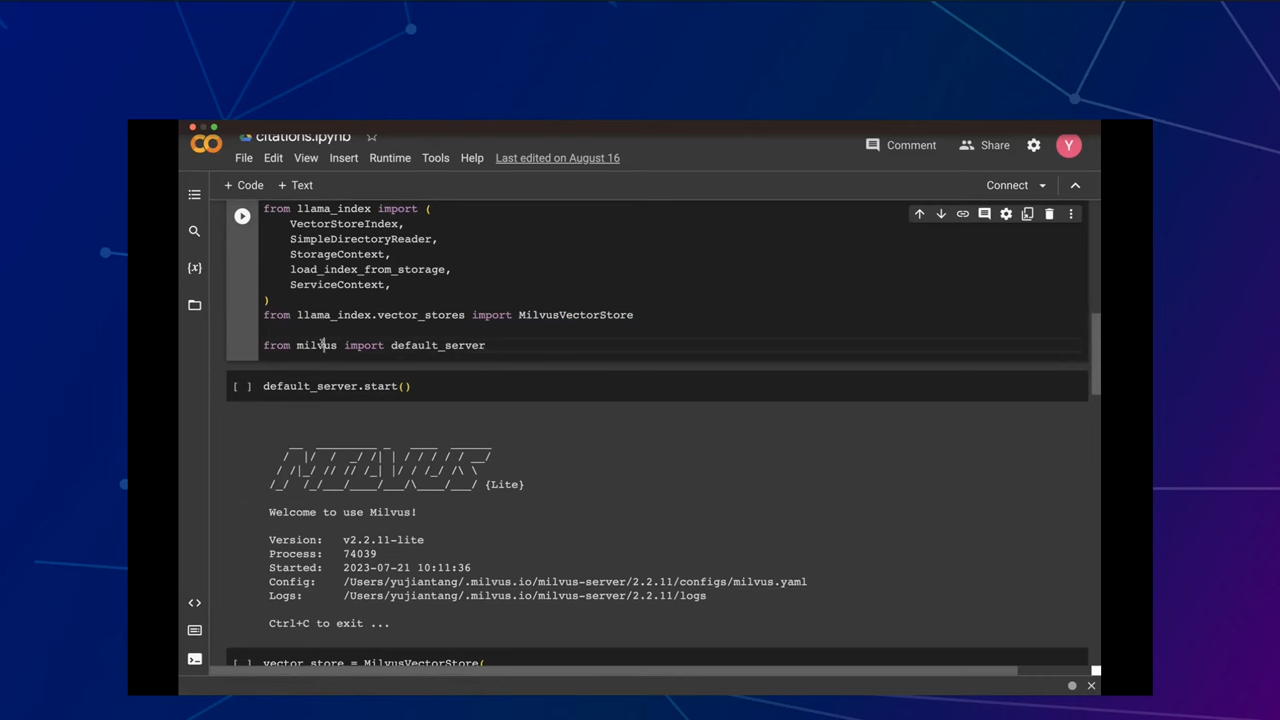 citations.ipynb
File Edit View Insert Runtime Tools Help Last edited on August 16
Comment Share Y
+ Code + Text
Connect
from llama_index import (
VectorStoreIndex,
SimpleDirectoryReader,
StorageContext,
load_index_from_storage,
ServiceContext,
)
from llama_index.vector_stores import MilvusVectorStore
from milvus import default_server
[ ] default_server.start()
{Lite}
Welcome to use Milvus!
Version: v2.2.11-lite
Process: 74039
Started: 2023-07-21 10:11:36
Config: /Users/yujiantang/.milvus.io/milvus-server/2.2.11/configs/milvus.yaml
Logs: /Users/yujiantang/.milvus.io/milvus-server/2.2.11/logs
Ctrl+C to exit ...
[ ] vector_store = MilvusVectorStore(